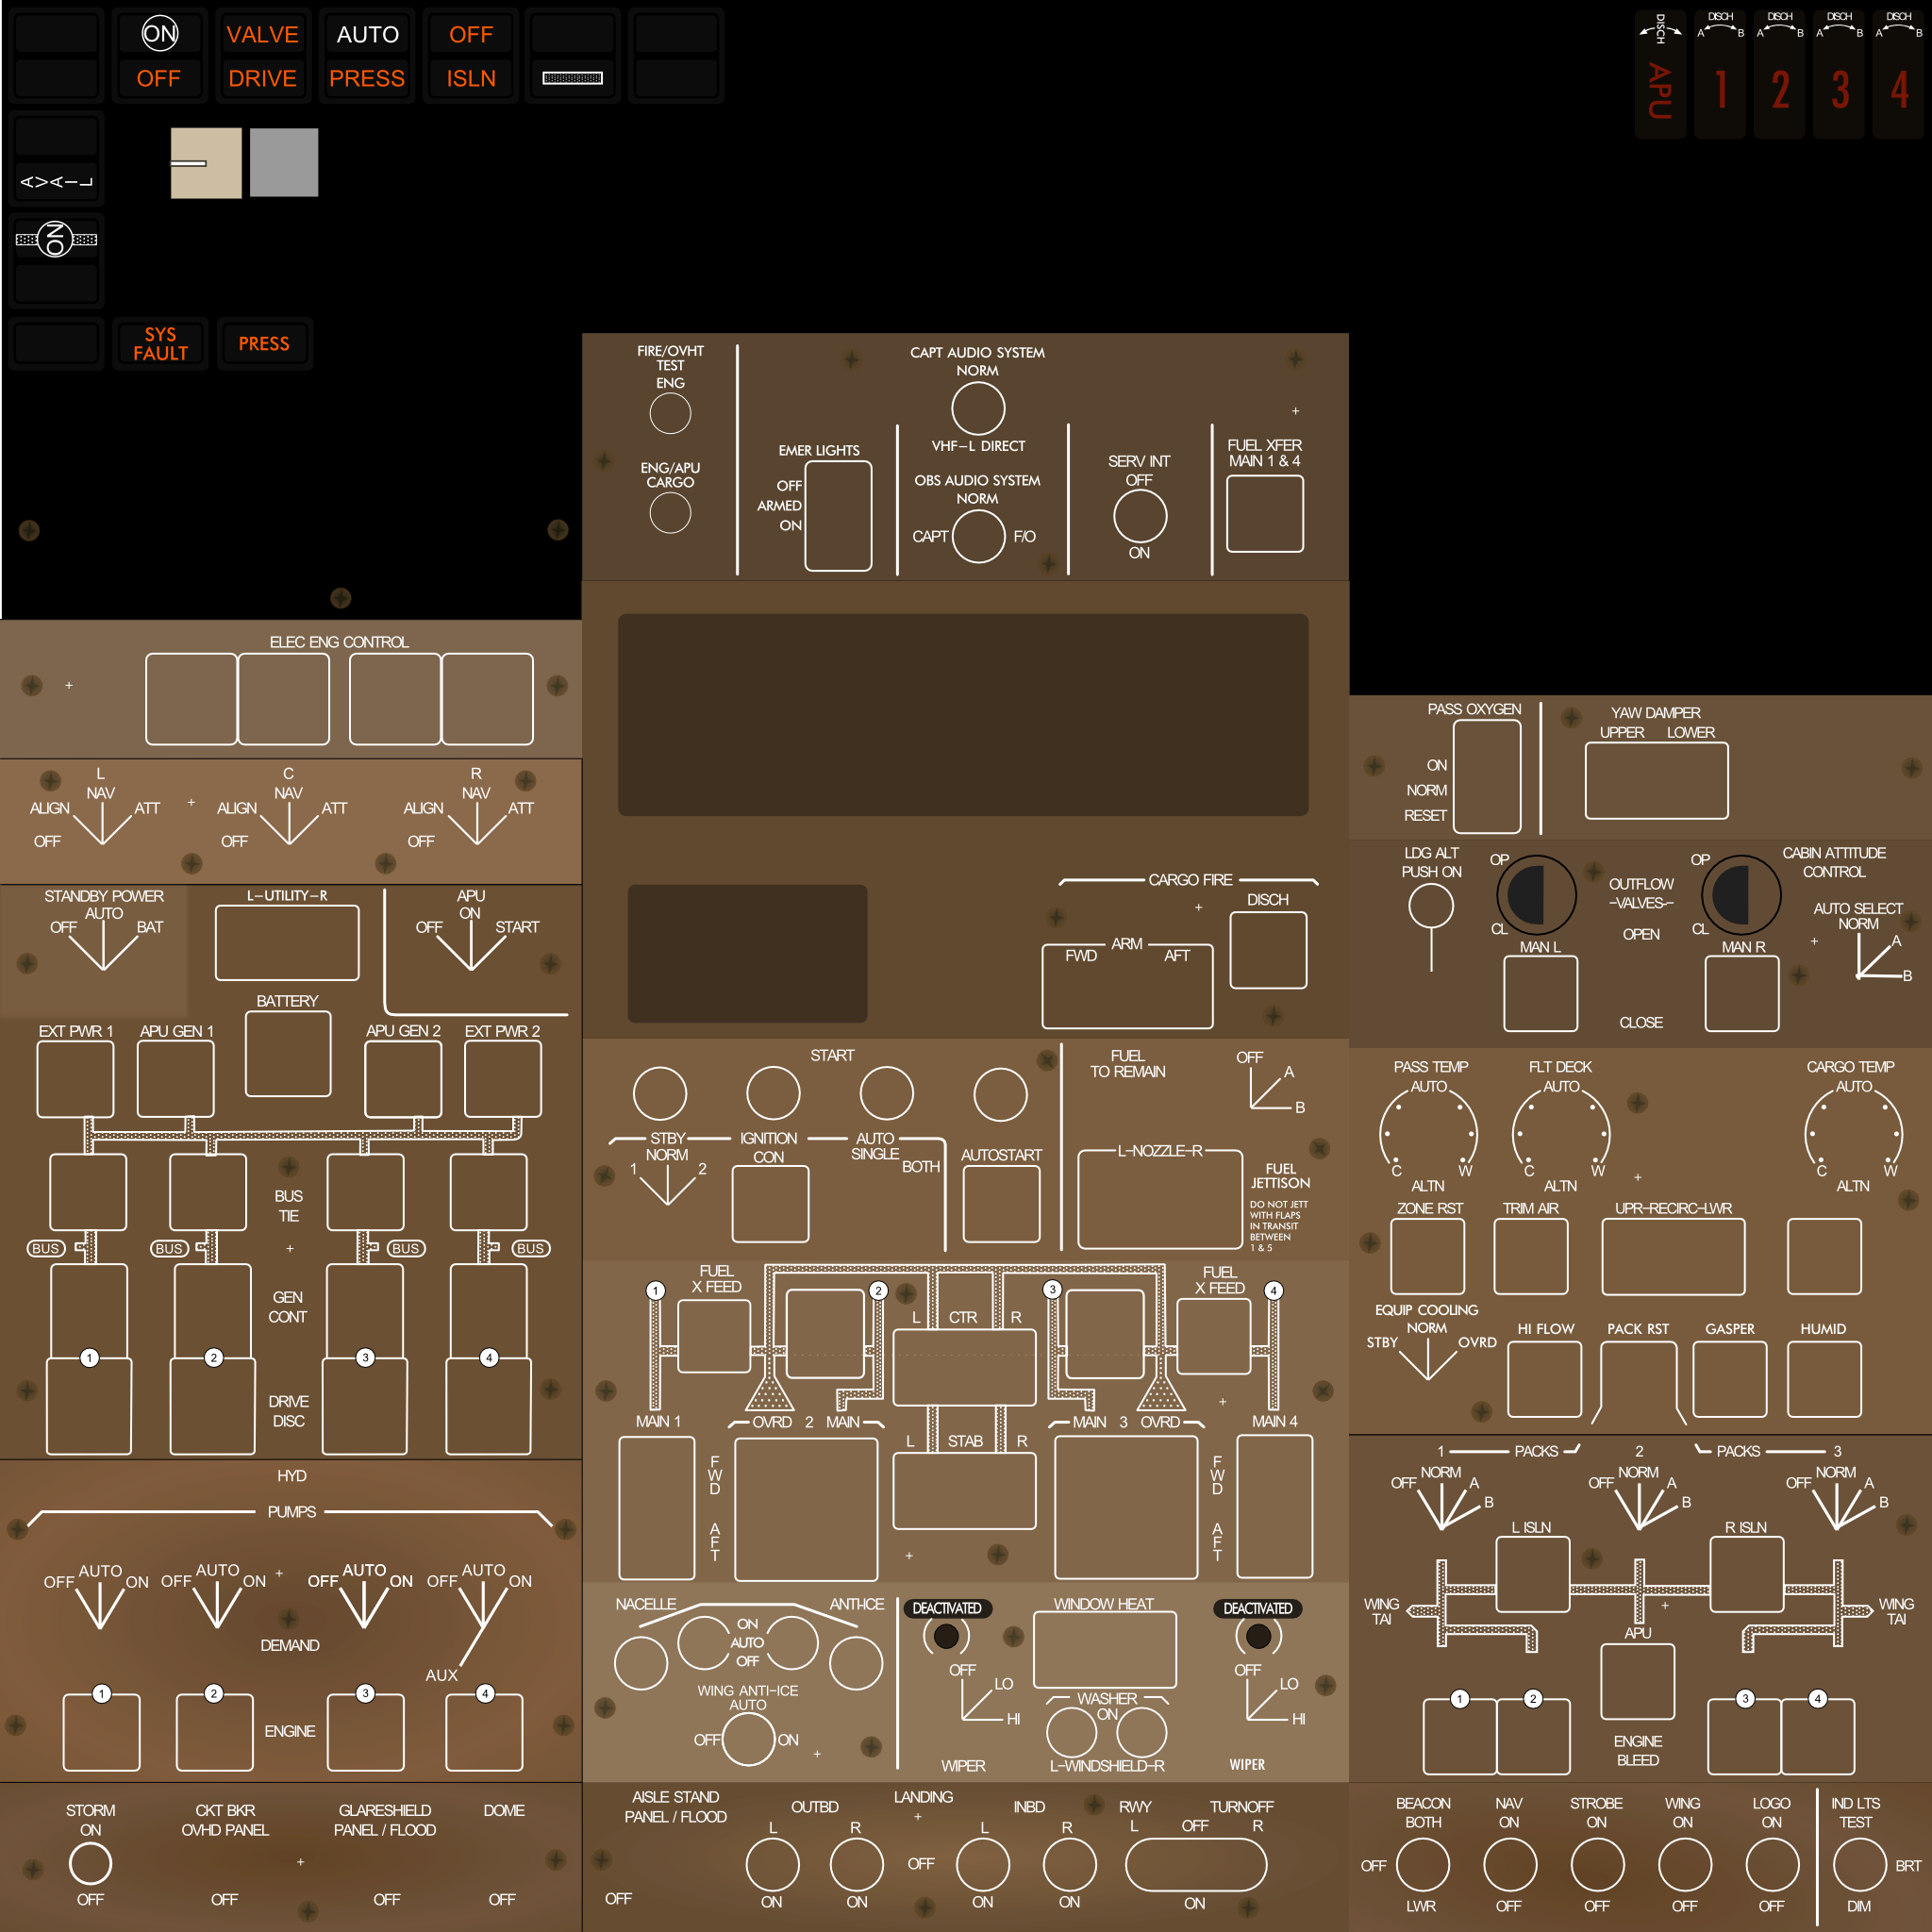 ON
OFF
VALVE
DRIVE
AUTO
PRESS
OFF
ISLN
AVAIL
ON
SYS
FAULT
PRESS
DISCH
APU
DISCH
A B
1
DISCH
A B
2
DISCH
A B
3
DISCH
A B
4
FIRE/OVHT
TEST
ENG
ENG/APU
CARGO
EMER LIGHTS
OFF
ARMED
ON
CAPT AUDIO SYSTEM
NORM
VHF-L DIRECT
OBS AUDIO SYSTEM
NORM
CAPT F/O
SERV INT
OFF
ON
FUEL XFER
MAIN 1 & 4
ELEC ENG CONTROL
L
NAV
ALIGN ATT
OFF
C
NAV
ALIGN ATT
OFF
R
NAV
ALIGN ATT
OFF
STANDBY POWER
AUTO
OFF BAT
L-UTILITY-R
APU
ON
OFF START
BATTERY
EXT PWR 1 APU GEN 1 APU GEN 2 EXT PWR 2
BUS
TIE
BUS BUS BUS BUS
GEN
CONT
1 2 3 4
DRIVE
DISC
HYD
PUMPS
OFF AUTO ON OFF AUTO ON OFF AUTO ON OFF AUTO ON
DEMAND
AUX
1 2 3 4
ENGINE
STORM
ON
OFF
CKT BKR
OVHD PANEL
OFF
GLARESHIELD
PANEL / FLOOD
OFF
DOME
OFF
CARGO FIRE
DISCH
ARM
FWD AFT
START
STBY IGNITION AUTO
NORM CON SINGLE
1 2 BOTH
AUTOSTART
FUEL
TO REMAIN
OFF
A
B
L-NOZZLE-R
FUEL
JETTISON
DO NOT JETT
WITH FLAPS
IN TRANSIT
BETWEEN
1 & 5
1 FUEL
X FEED
2
L CTR R
3
FUEL
X FEED
4
MAIN 1 OVRD 2 MAIN MAIN 3 OVRD MAIN 4
L STAB R
FWD
AFT
FWD
AFT
NACELLE ANTI-ICE
ON
AUTO
OFF
WING ANTI-ICE
AUTO
OFF ON
DEACTIVATED
OFF
LO
HI
WIPER
WINDOW HEAT
WASHER
ON
L-WINDSHIELD-R
DEACTIVATED
OFF
LO
HI
WIPER
AISLE STAND
PANEL / FLOOD
OFF
LANDING
OUTBD INBD
L R L R
OFF
ON ON ON ON
RWY TURNOFF
L OFF R
ON
PASS OXYGEN
ON
NORM
RESET
YAW DAMPER
UPPER LOWER
LDG ALT
PUSH ON
OP
CL
MAN L
OUTFLOW
-VALVES-
OPEN
CLOSE
OP
CL
MAN R
CABIN ATTITUDE
CONTROL
AUTO SELECT
NORM
A
B
PASS TEMP
AUTO
C W
ALTN
FLT DECK
AUTO
C W
ALTN
CARGO TEMP
AUTO
C W
ALTN
ZONE RST TRIM AIR UPR-RECIRC-LWR
EQUIP COOLING
NORM
STBY OVRD
HI FLOW PACK RST GASPER HUMID
1 PACKS 2 PACKS 3
OFF NORM A B
OFF NORM A B
OFF NORM A B
L ISLN R ISLN
WING
TAI
WING
TAI
APU
1 2 3 4
ENGINE
BLEED
BEACON
BOTH
OFF
LWR
NAV
ON
OFF
STROBE
ON
OFF
WING
ON
OFF
LOGO
ON
OFF
IND LTS
TEST
BRT
DIM